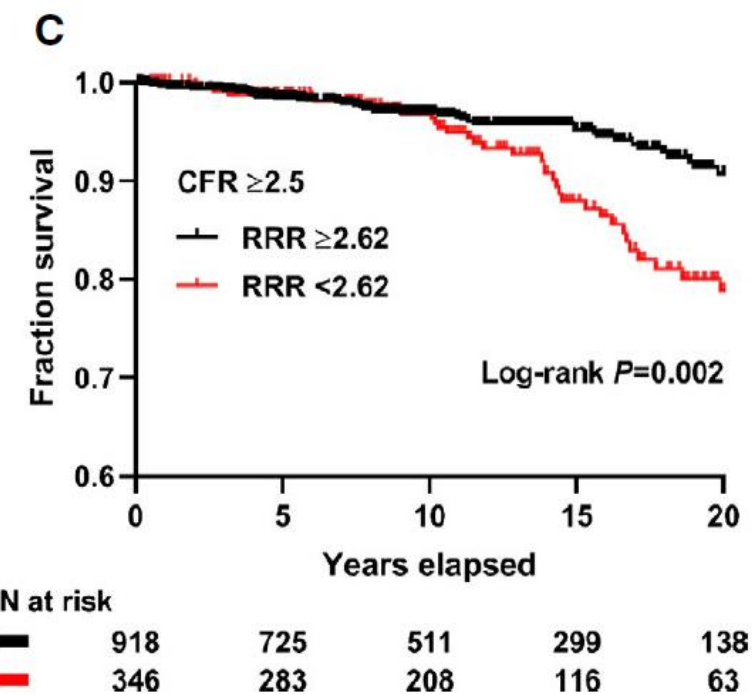 C
Fraction survival
1.0
0.9
0.8
0.7
0.6
CFR ≥2.5
RRR ≥2.62
RRR <2.62
Log-rank P=0.002
0 5 10 15 20
Years elapsed
N at risk
918 725 511 299 138
346 283 208 116 63